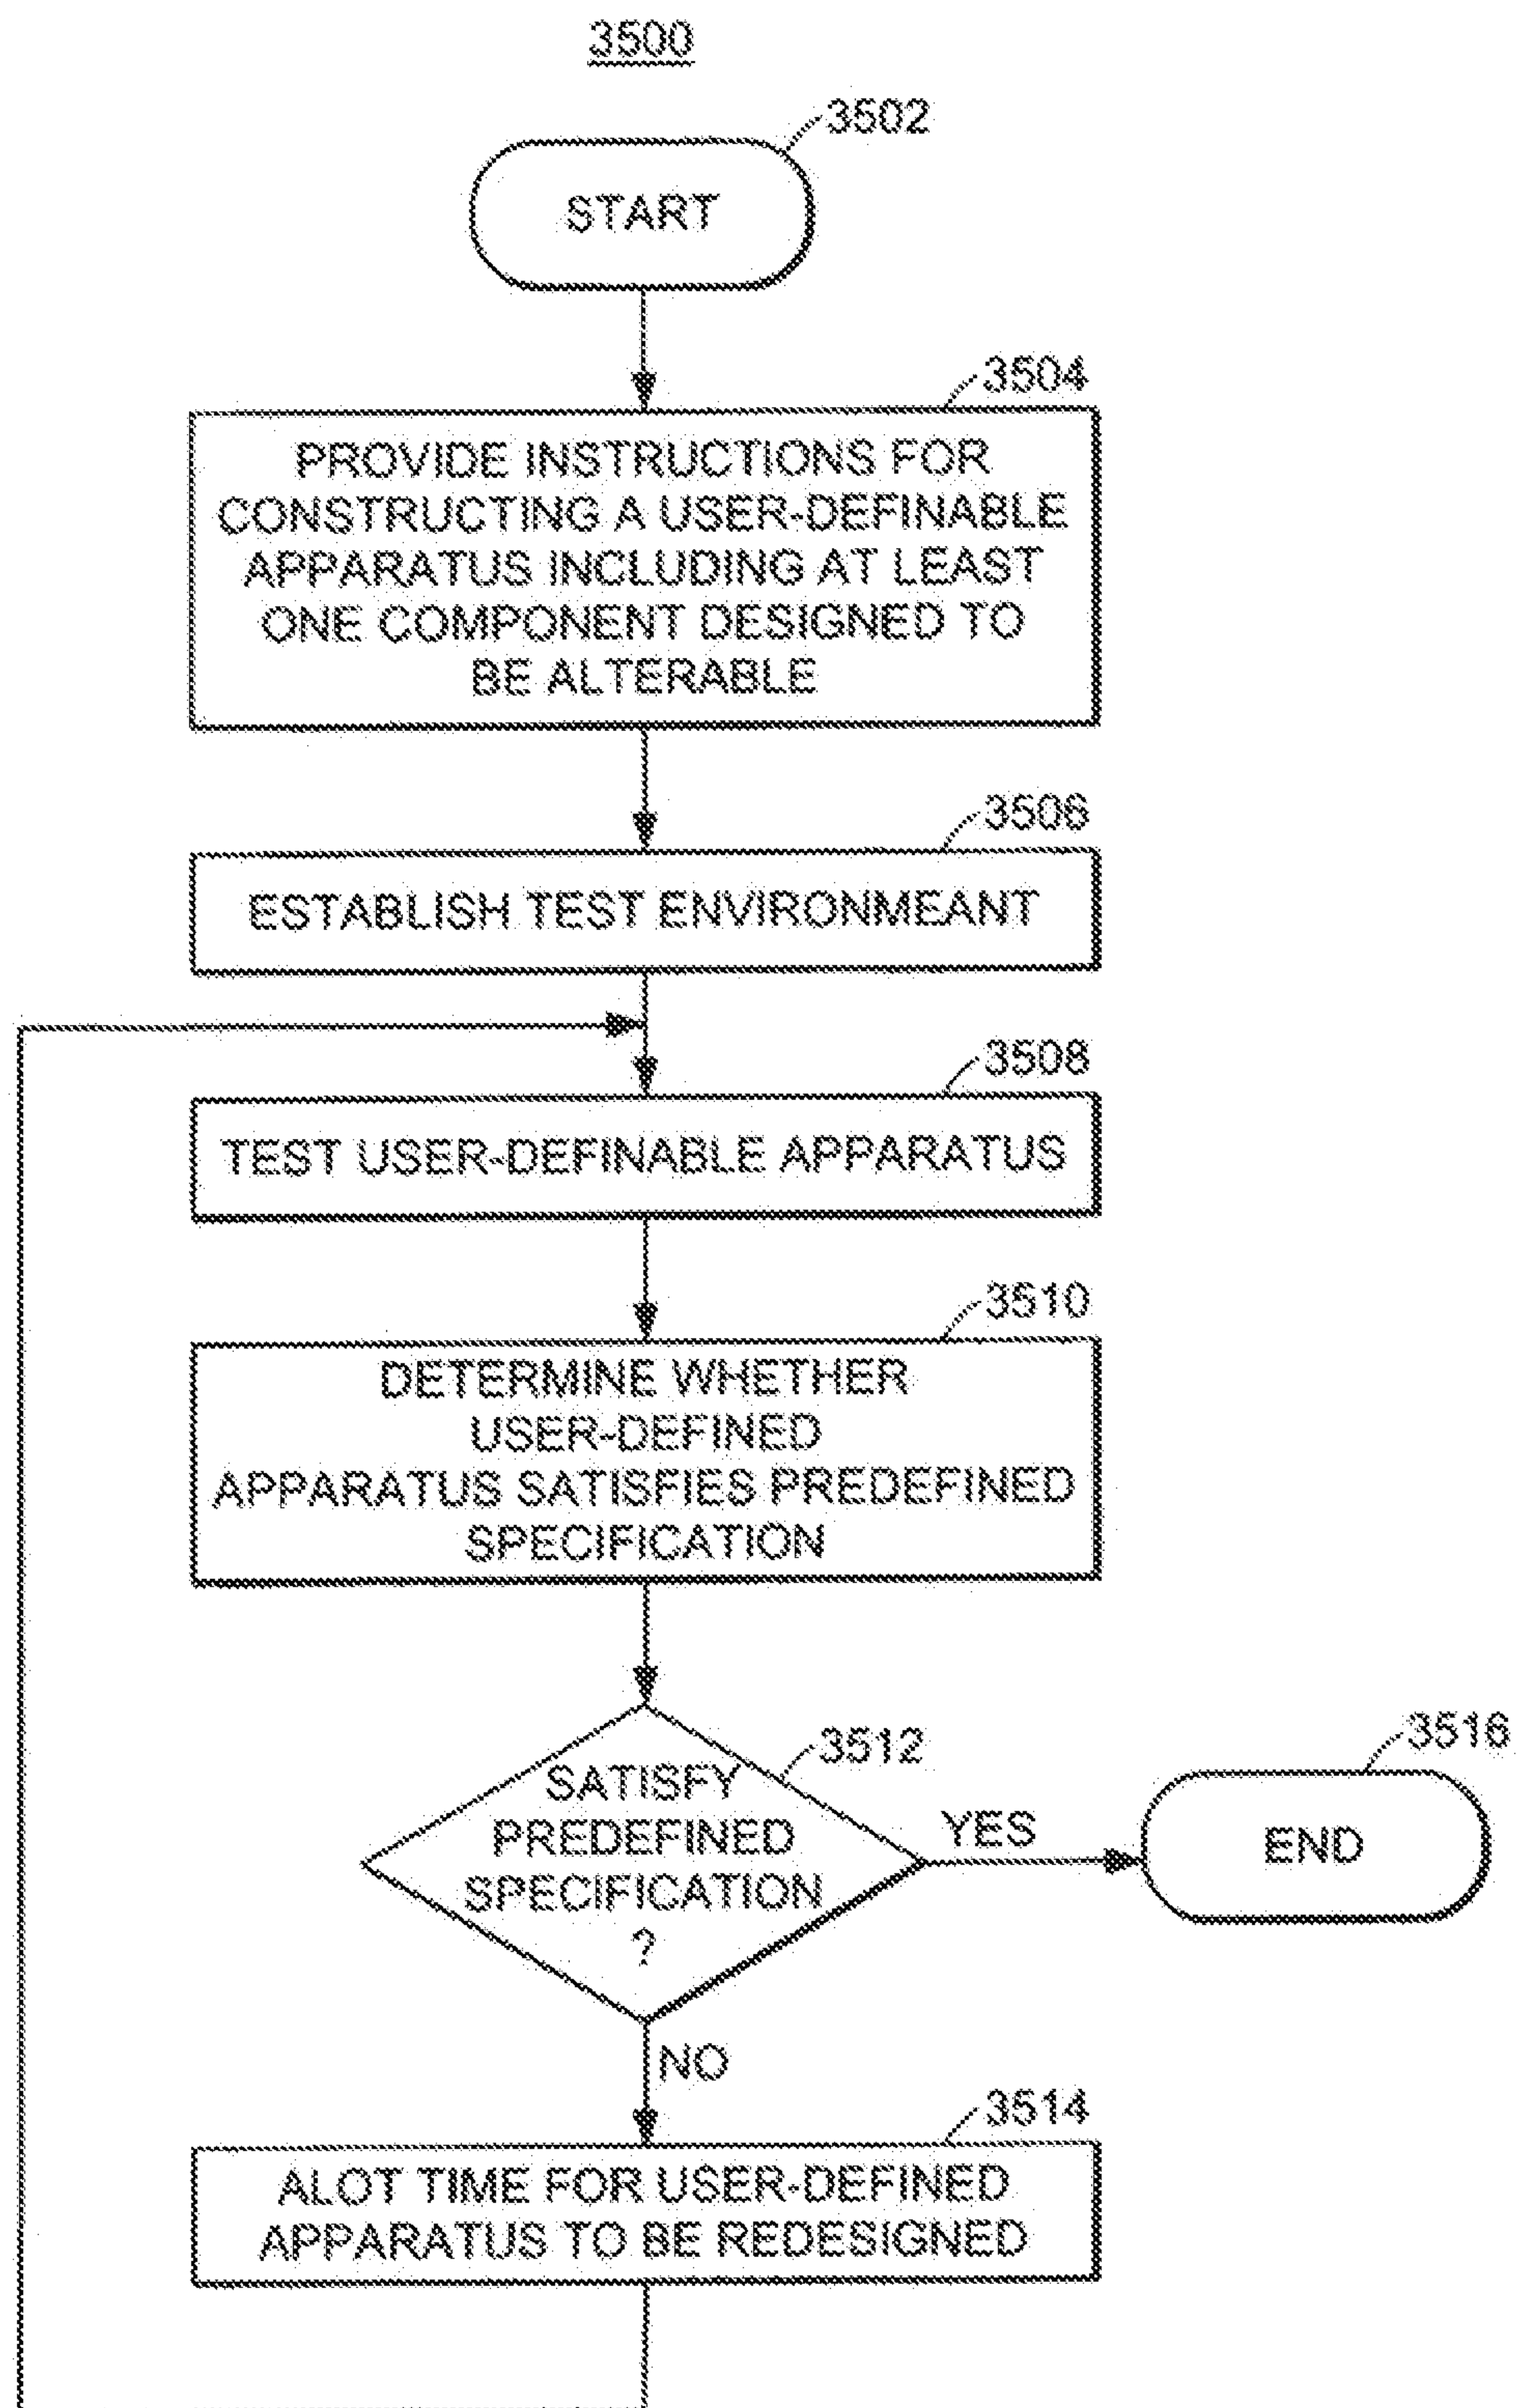 3500
3502
START
3504
PROVIDE INSTRUCTIONS FOR
CONSTRUCTING A USER-DEFINABLE
APPARATUS INCLUDING AT LEAST
ONE COMPONENT DESIGNED TO
BE ALTERABLE
3506
ESTABLISH TEST ENVIRONMEANT
3508
TEST USER-DEFINABLE APPARATUS
3510
DETERMINE WHETHER
USER-DEFINED
APPARATUS SATISFIES PREDEFINED
SPECIFICATION
3512
SATISFY
PREDEFINED
SPECIFICATION
?
YES
3516
END
NO
3514
ALOT TIME FOR USER-DEFINED
APPARATUS TO BE REDESIGNED